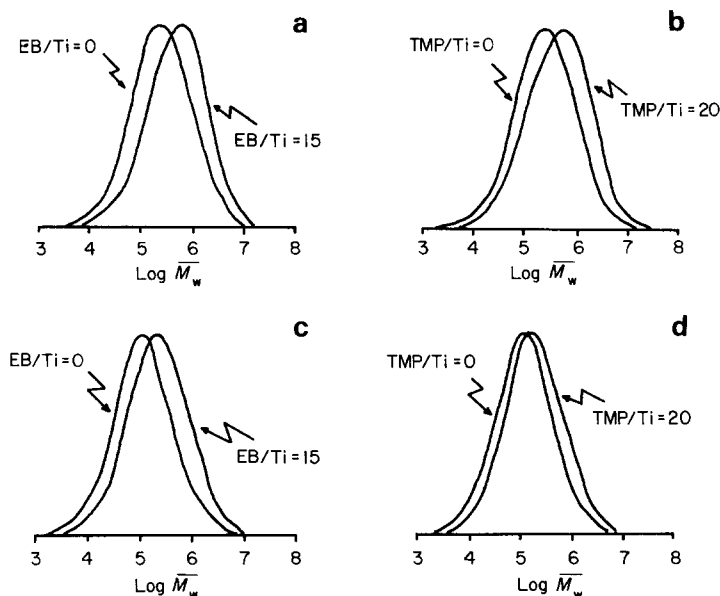 a
EB/Ti=0
EB/Ti=15
3 4 5 6 7 8
Log M̅w
b
TMP/Ti=0
TMP/Ti=20
3 4 5 6 7 8
Log M̅w
c
EB/Ti=0
EB/Ti=15
3 4 5 6 7 8
Log M̅w
d
TMP/Ti=0
TMP/Ti=20
3 4 5 6 7 8
Log M̅w